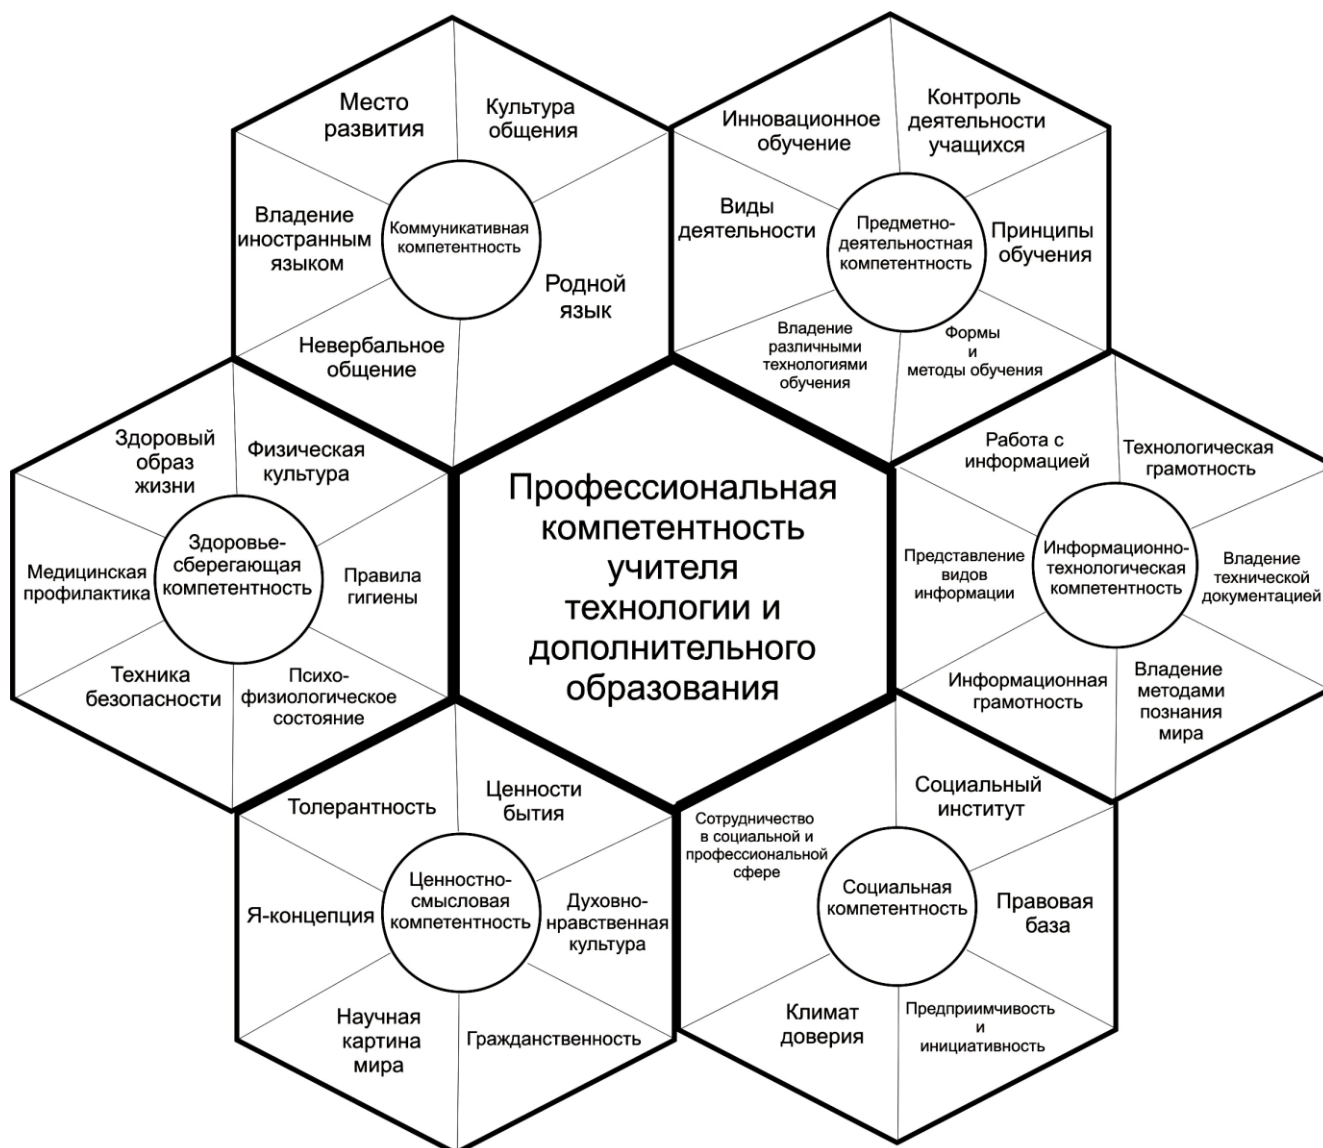 Место
развития
Культура
общения
Владение
иностранным
языком
Коммуникативная
компетентность
Родной
язык
Невербальное
общение
Инновационное
обучение
Контроль
деятельности
учащихся
Виды
деятельности
Предметно-
деятельностная
компетентность
Принципы
обучения
Владение
различными
технологиями
обучения
Формы
и
методы обучения
Здоровый
образ
жизни
Физическая
культура
Медицинская
профилактика
Здоровье-
сберегающая
компетентность
Правила
гигиены
Техника
безопасности
Психо-
физиологическое
состояние
Профессиональная
компетентность
учителя
технологии и
дополнительного
образования
Работа с
информацией
Технологическая
грамотность
Представление
видов
информации
Информационно-
технологическая
компетентность
Владение
технической
документацией
Информационная
грамотность
Владение
методами
познания
мира
Толерантность
Ценности
бытия
Я-концепция
Ценностно-
смысловая
компетентность
Духовно-
нравственная
культура
Научная
картина
мира
Гражданственность
Сотрудничество
в социальной и
профессиональной
сфере
Социальный
институт
Социальная
компетентность
Правовая
база
Климат
доверия
Предприимчивость
и
инициативность